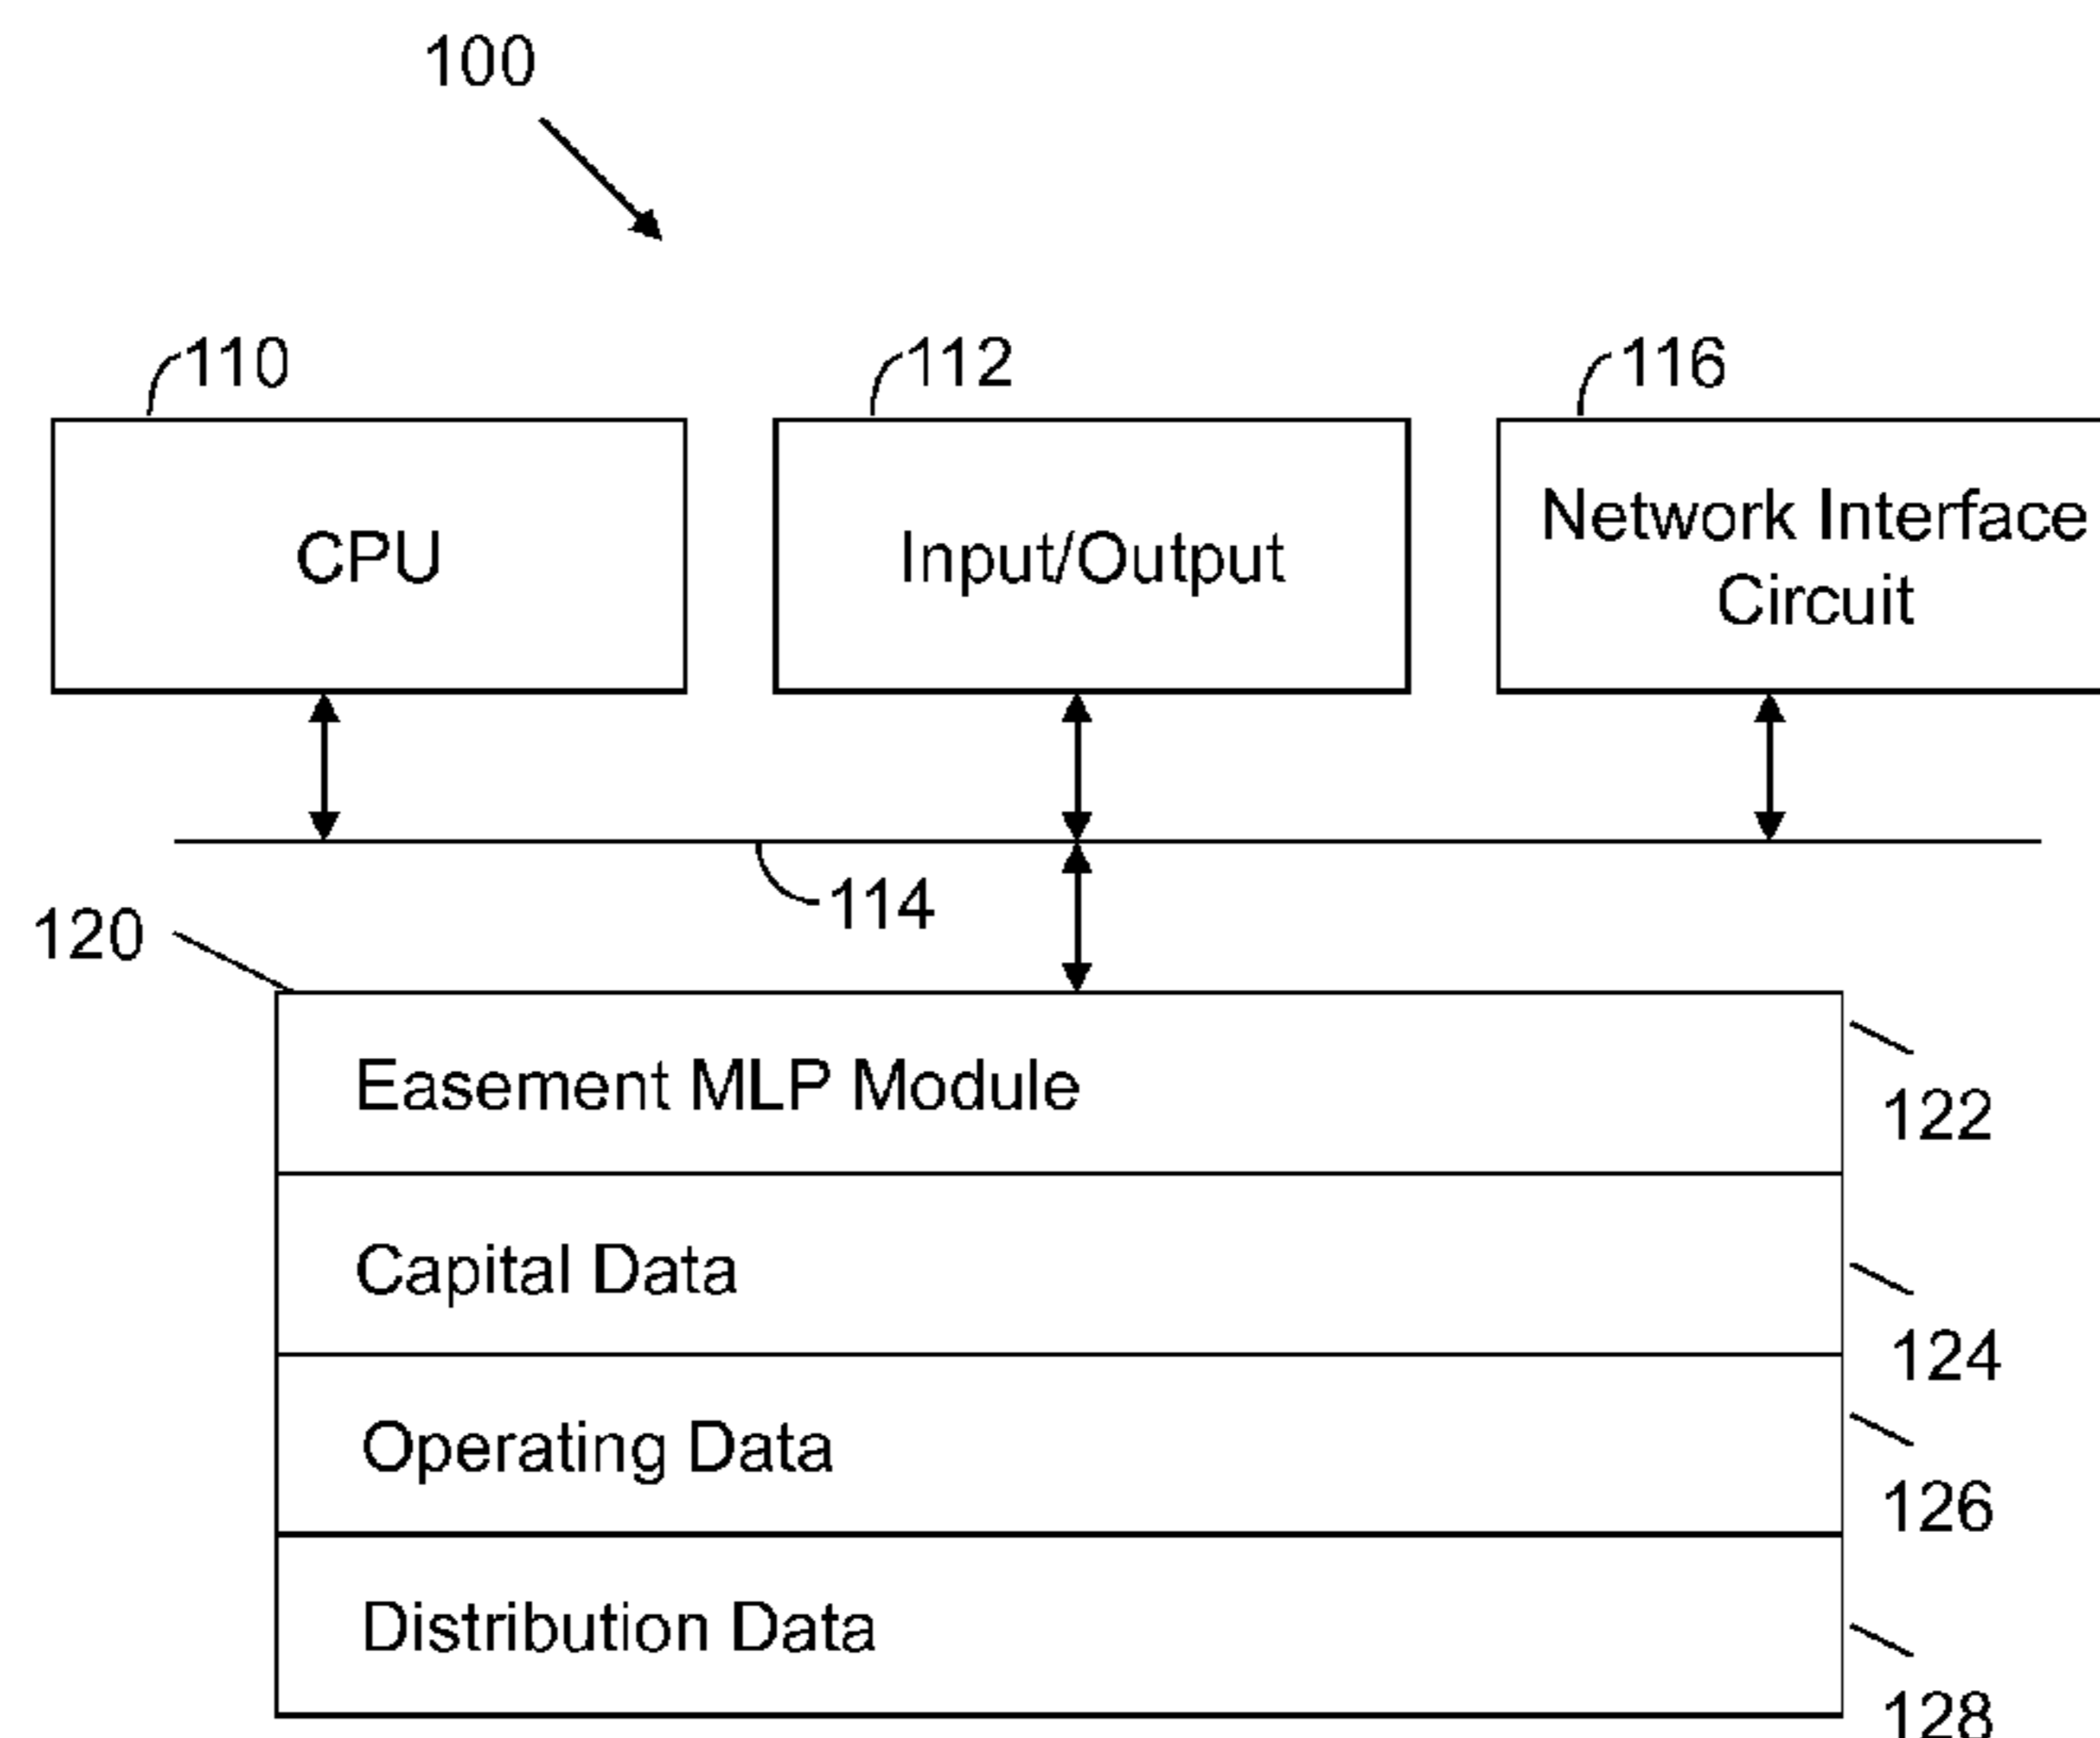 100
110
112
116
CPU
Input/Output
Network Interface
Circuit
114
120
Easement MLP Module
122
Capital Data
124
Operating Data
126
Distribution Data
128